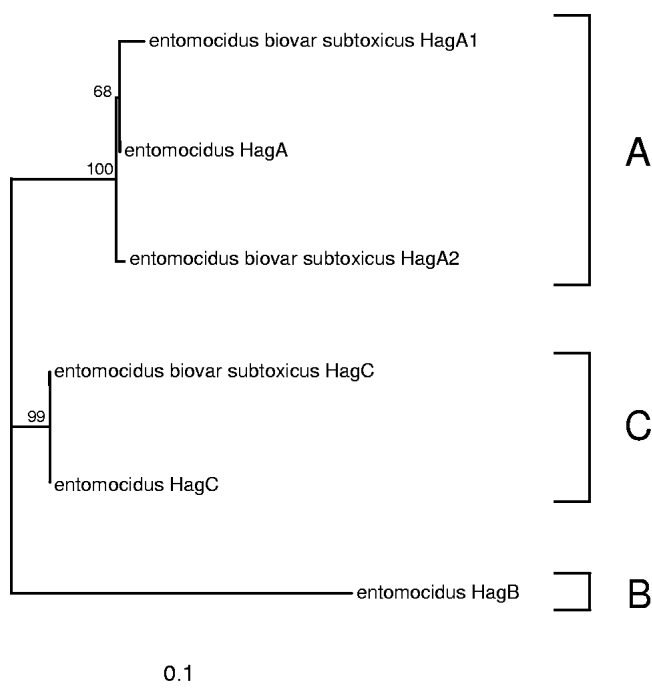 entomocidus biovar subtoxicus HagA1
68
A
entomocidus HagA
100
entomocidus biovar subtoxicus HagA2
entomocidus biovar subtoxicus HagC
99
C
entomocidus HagC
entomocidus HagB
B
0.1